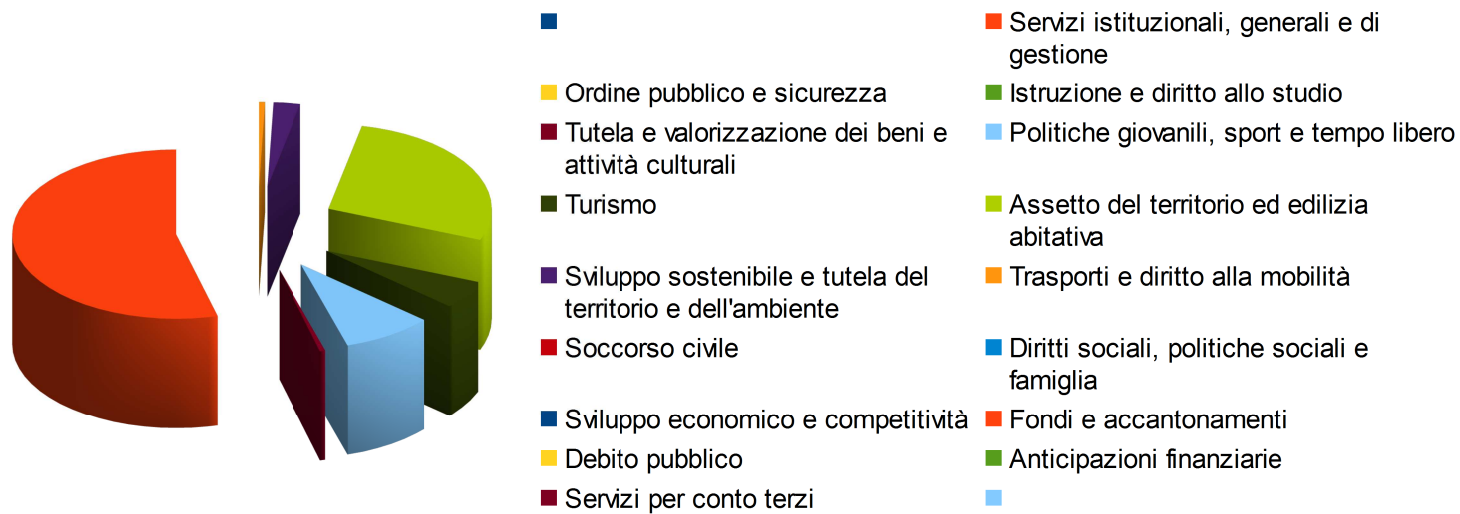 Servizi istituzionali, generali e di
gestione
Ordine pubblico e sicurezza
Istruzione e diritto allo studio
Tutela e valorizzazione dei beni e
attività culturali
Politiche giovanili, sport e tempo libero
Turismo
Assetto del territorio ed edilizia
abitativa
Sviluppo sostenibile e tutela del
territorio e dell'ambiente
Trasporti e diritto alla mobilità
Soccorso civile
Diritti sociali, politiche sociali e
famiglia
Sviluppo economico e competitività
Fondi e accantonamenti
Debito pubblico
Anticipazioni finanziarie
Servizi per conto terzi